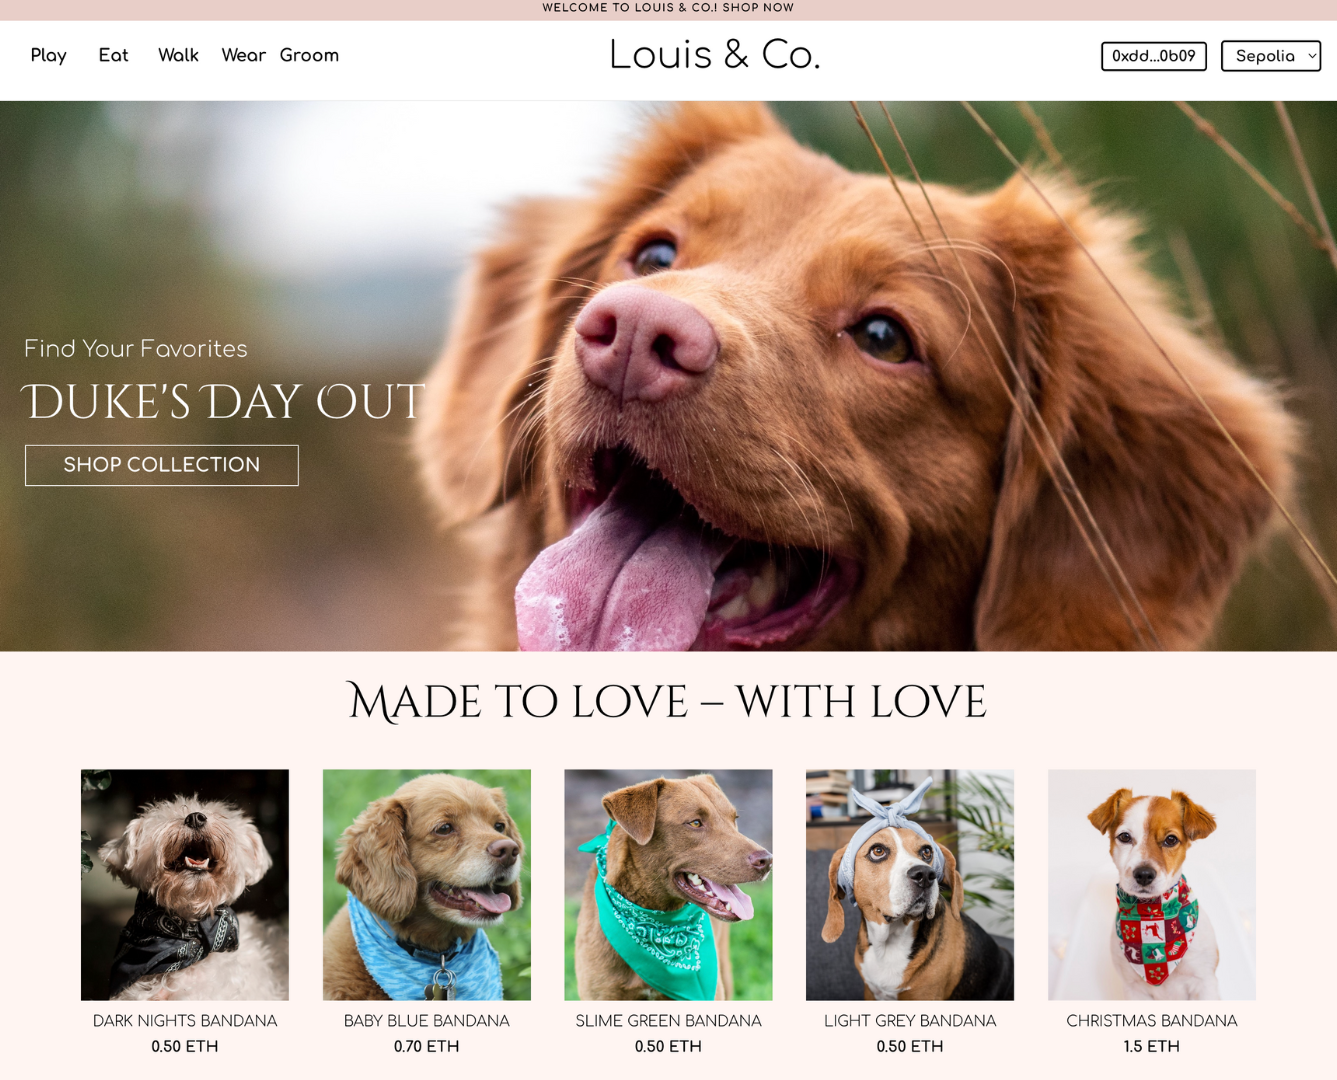 WELCOME TO LOUIS & CO.! SHOP NOW
Play Eat Walk Wear Groom
Louis & Co.
0xdd...0b09
Sepolia
Find Your Favorites
DUKE'S DAY OUT
SHOP COLLECTION
MADE TO LOVE – WITH LOVE
DARK NIGHTS BANDANA
0.50 ETH
BABY BLUE BANDANA
0.70 ETH
SLIME GREEN BANDANA
0.50 ETH
LIGHT GREY BANDANA
0.50 ETH
CHRISTMAS BANDANA
1.5 ETH